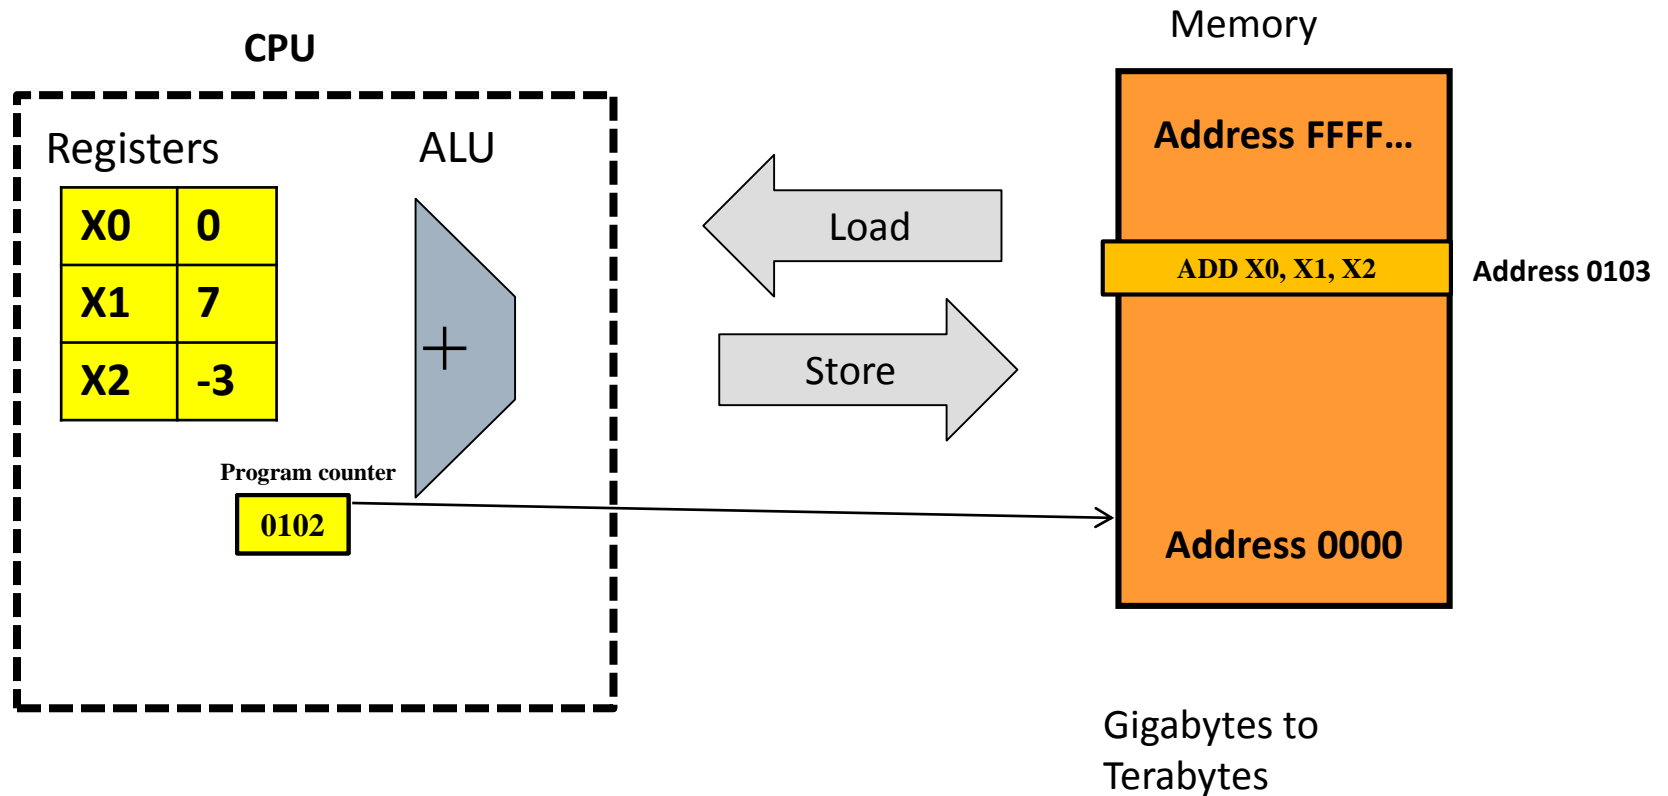 CPU
Registers
ALU
X0 0
X1 7
X2 -3
+
Program counter
0102
Load
Store
Memory
Address FFFF...
ADD X0, X1, X2
Address 0103
Address 0000
Gigabytes to
Terabytes